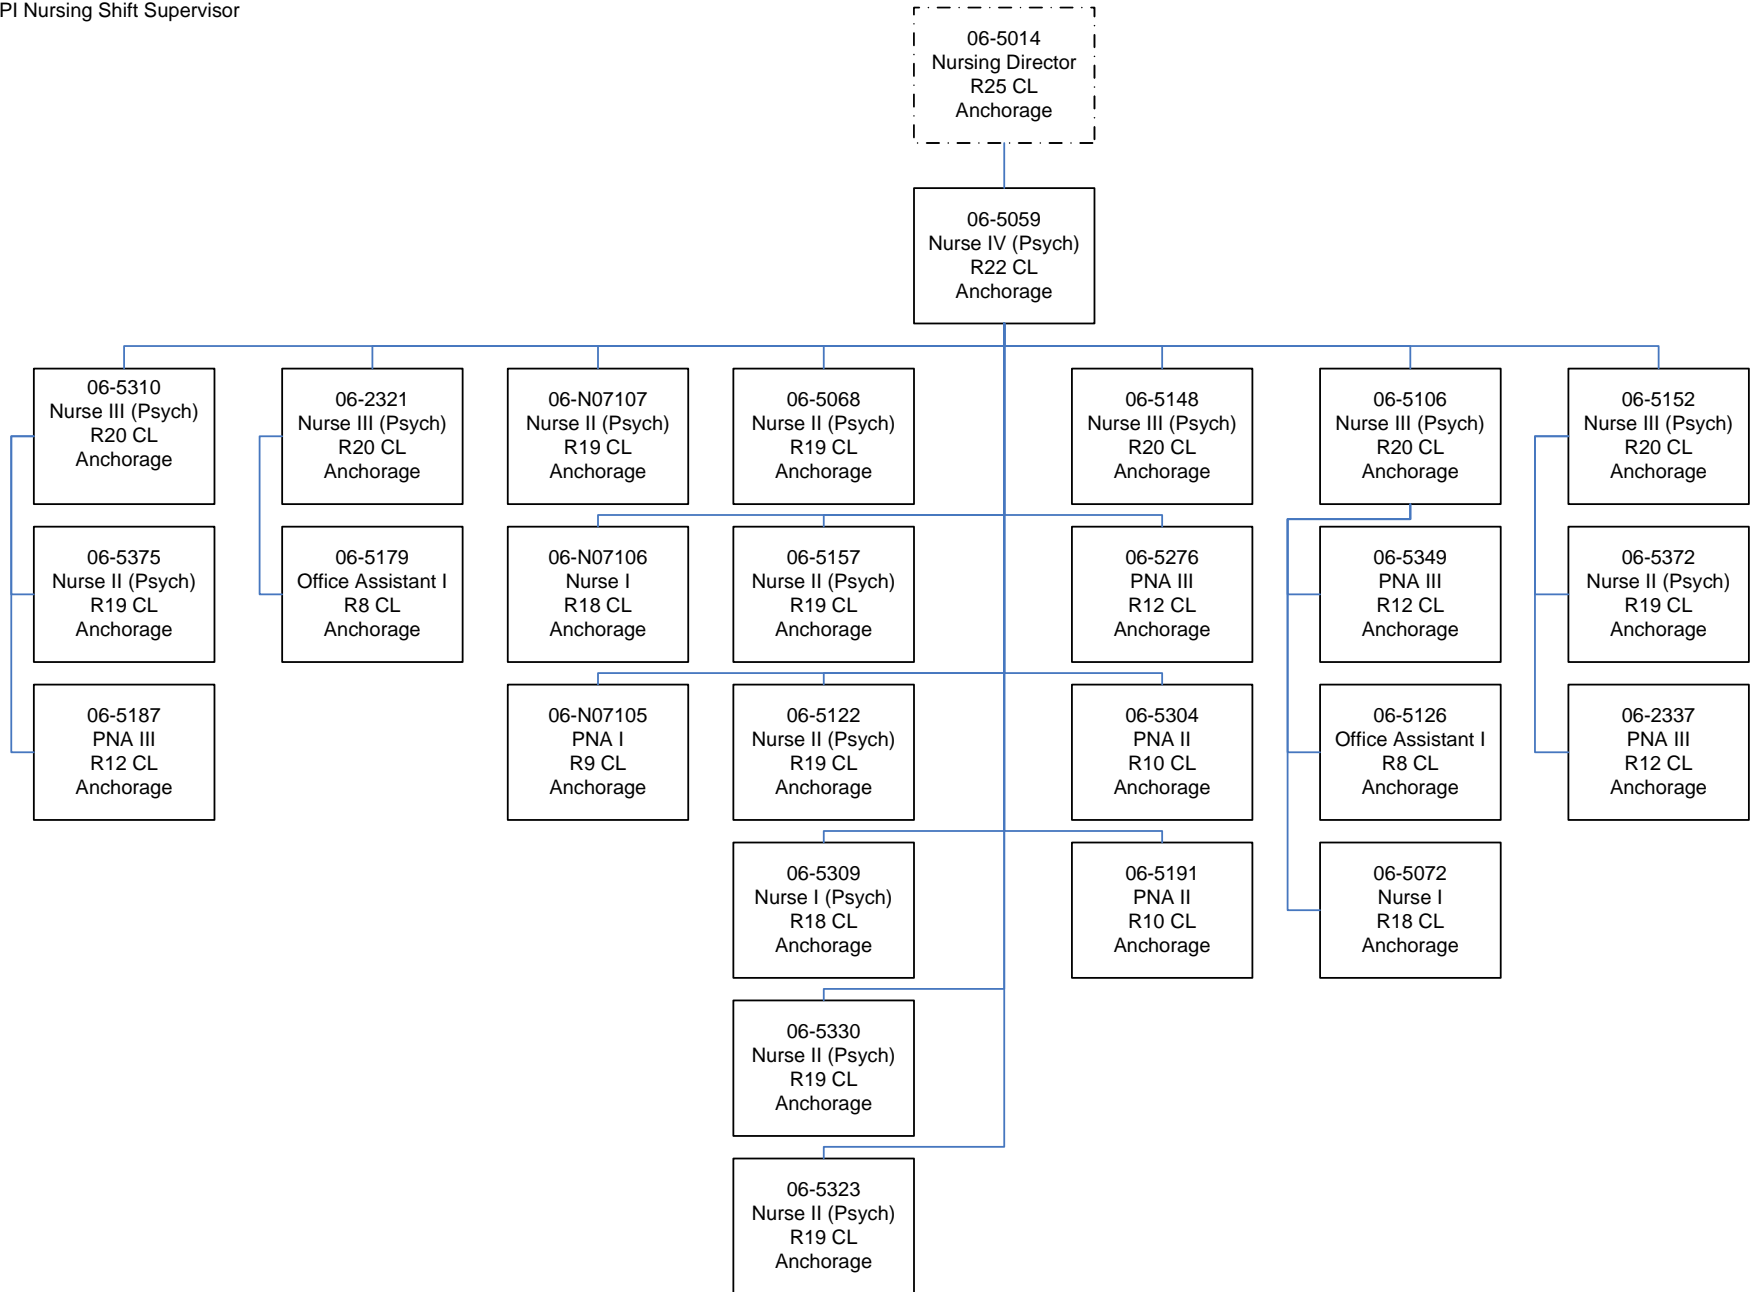 PI Nursing Shift Supervisor
06-5014
Nursing Director
R25 CL
Anchorage
06-5059
Nurse IV (Psych)
R22 CL
Anchorage
06-5310
Nurse III (Psych)
R20 CL
Anchorage
06-2321
Nurse III (Psych)
R20 CL
Anchorage
06-N07107
Nurse II (Psych)
R19 CL
Anchorage
06-5068
Nurse II (Psych)
R19 CL
Anchorage
06-5148
Nurse III (Psych)
R20 CL
Anchorage
06-5106
Nurse III (Psych)
R20 CL
Anchorage
06-5152
Nurse III (Psych)
R20 CL
Anchorage
06-5375
Nurse II (Psych)
R19 CL
Anchorage
06-5179
Office Assistant I
R8 CL
Anchorage
06-N07106
Nurse I
R18 CL
Anchorage
06-5157
Nurse II (Psych)
R19 CL
Anchorage
06-5276
PNA III
R12 CL
Anchorage
06-5349
PNA III
R12 CL
Anchorage
06-5372
Nurse II (Psych)
R19 CL
Anchorage
06-5187
PNA III
R12 CL
Anchorage
06-N07105
PNA I
R9 CL
Anchorage
06-5122
Nurse II (Psych)
R19 CL
Anchorage
06-5304
PNA II
R10 CL
Anchorage
06-5126
Office Assistant I
R8 CL
Anchorage
06-2337
PNA III
R12 CL
Anchorage
06-5309
Nurse I (Psych)
R18 CL
Anchorage
06-5191
PNA II
R10 CL
Anchorage
06-5072
Nurse I
R18 CL
Anchorage
06-5330
Nurse II (Psych)
R19 CL
Anchorage
06-5323
Nurse II (Psych)
R19 CL
Anchorage